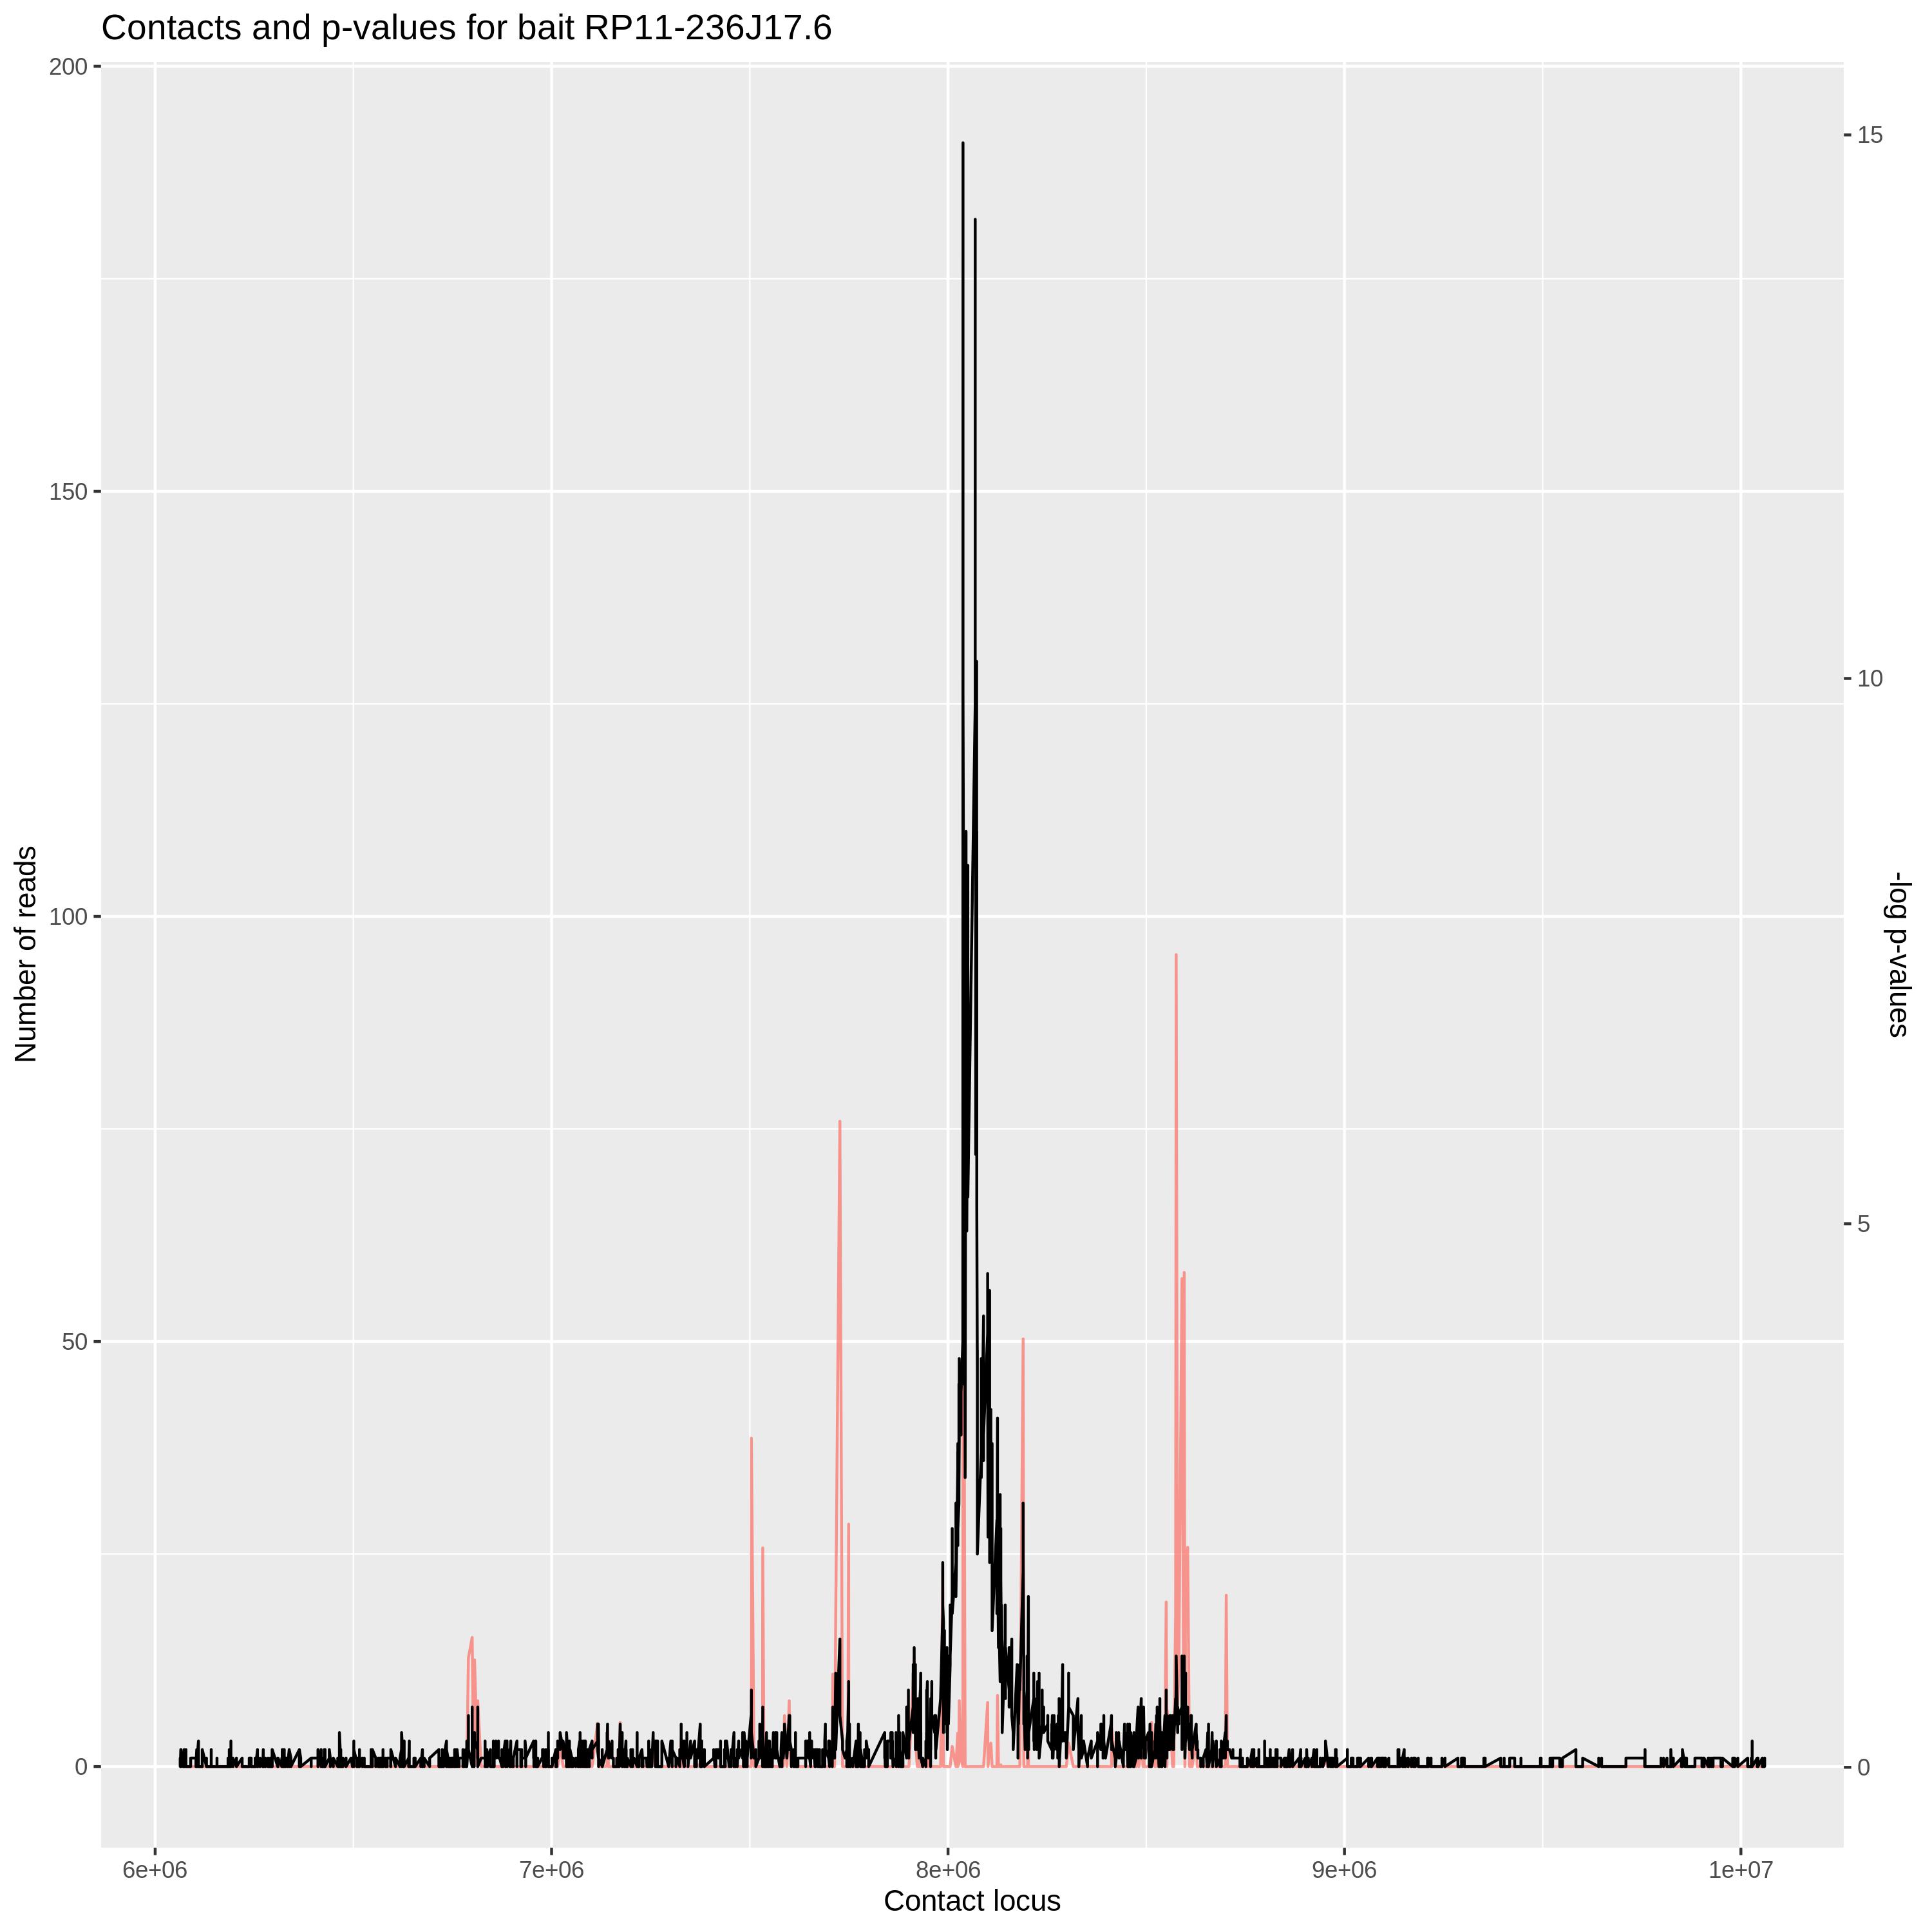 Contacts and p-values for bait RP11-236J17.6
200
150
100
50
0
Number of reads
15
10
5
0
-log p-values
6e+06
7e+06
8e+06
9e+06
1e+07
Contact locus